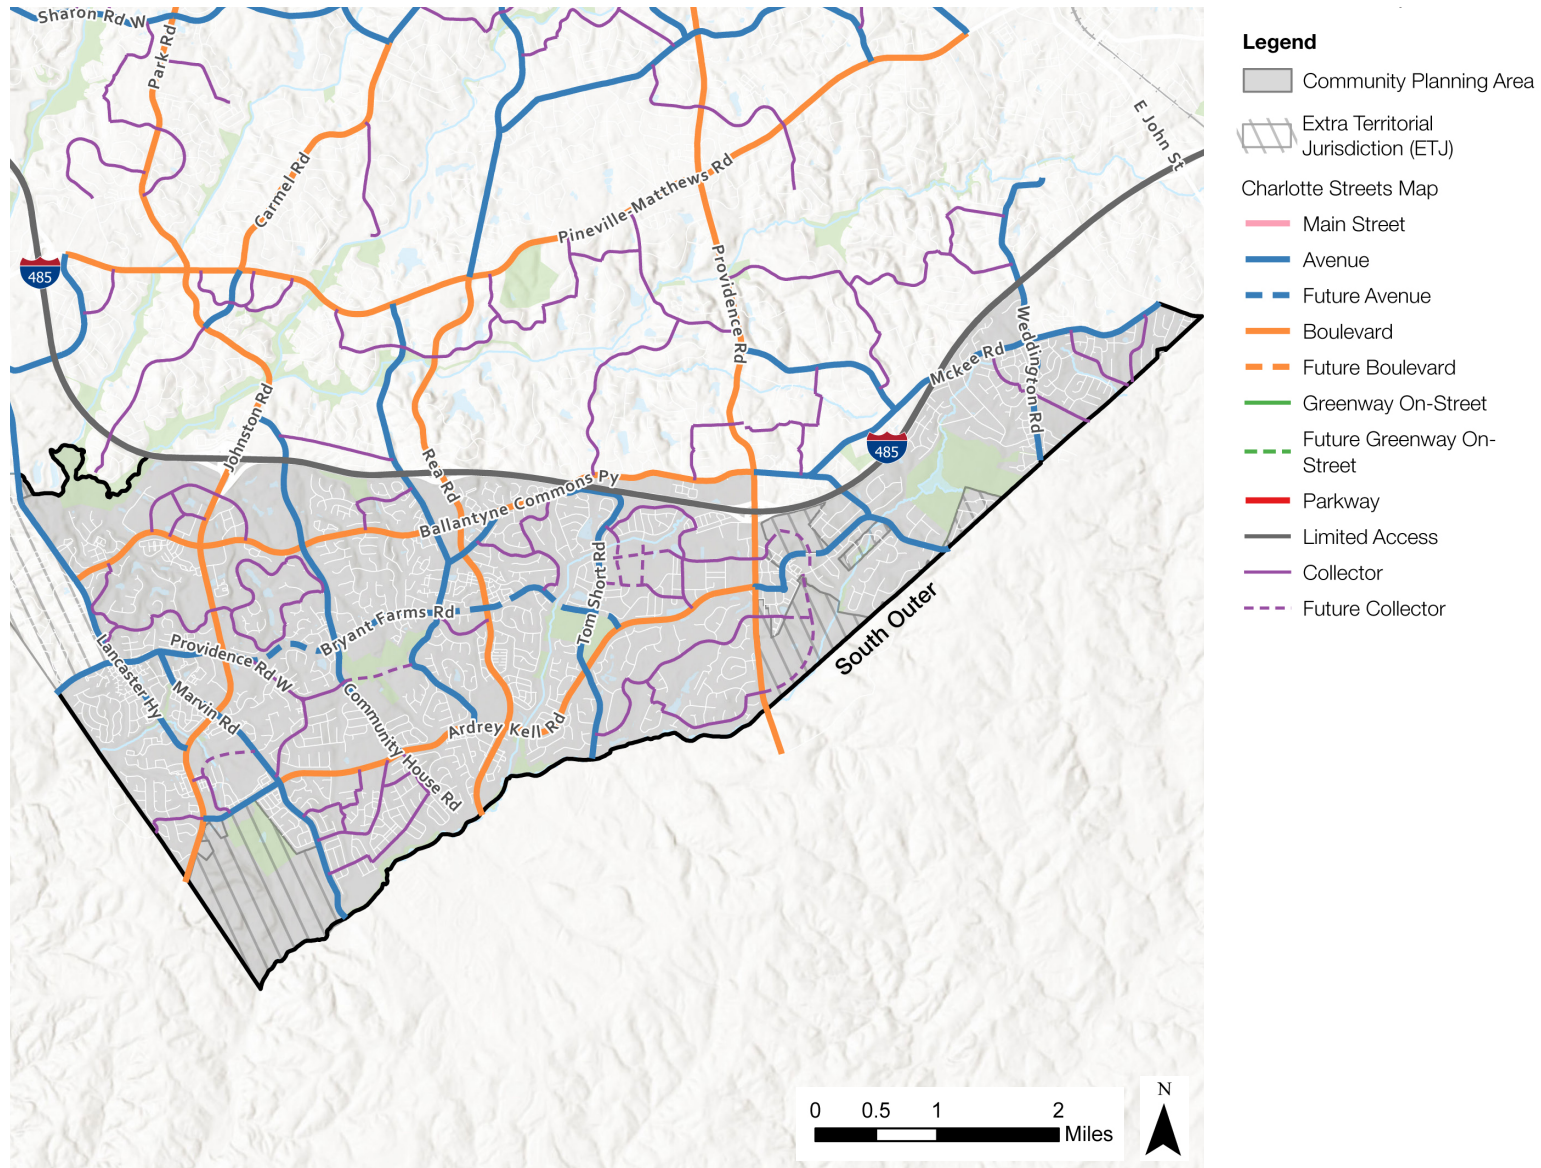 Sharon Rd W
Park Rd
Carmel Rd
Pineville-Matthews Rd
E John St
485
Providence Rd
Weddington Rd
Mckee Rd
Johnston Rd
Rea Rd
485
Ballantyne Commons Py
Tom Short Rd
Bryant Farms Rd
Providence Rd W
Lancaster Hy
Marvin Rd
Community House Rd
Ardrey Kell Rd
South Outer
Legend
Community Planning Area
Extra Territorial
Jurisdiction (ETJ)
Charlotte Streets Map
Main Street
Avenue
Future Avenue
Boulevard
Future Boulevard
Greenway On-Street
Future Greenway On-
Street
Parkway
Limited Access
Collector
Future Collector
0 0.5 1 2
Miles
N